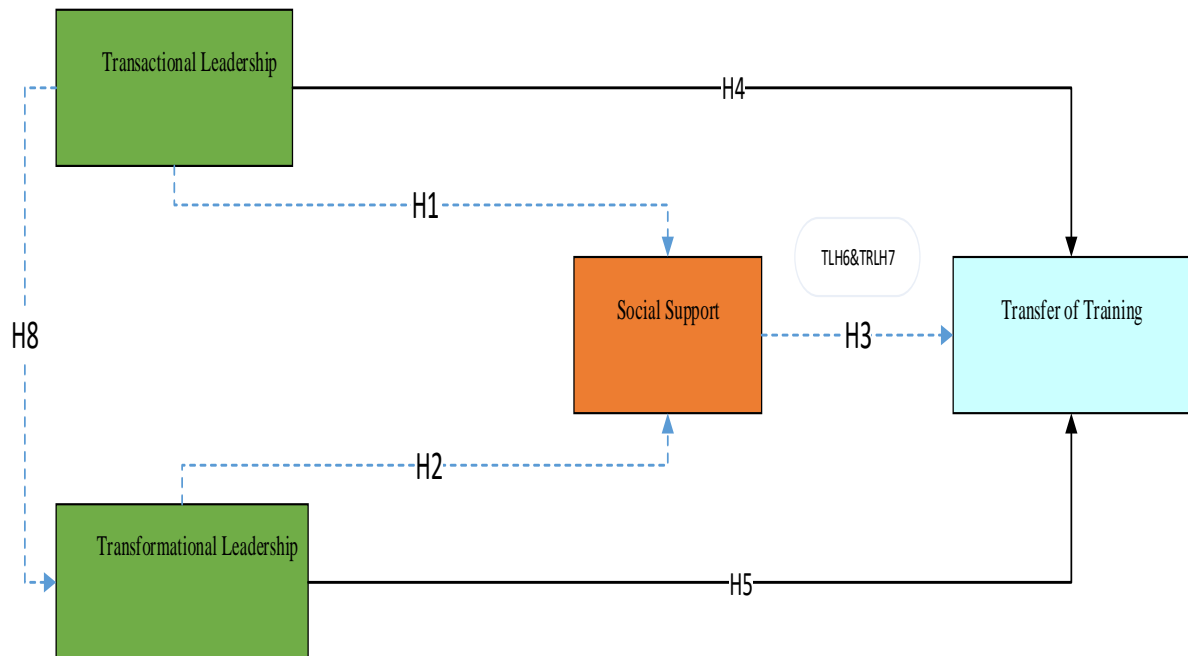 Transactional Leadership
H4
H1
TLH6&TRLH7
Social Support
Transfer of Training
H8
H3
H2
Transformational Leadership
H5